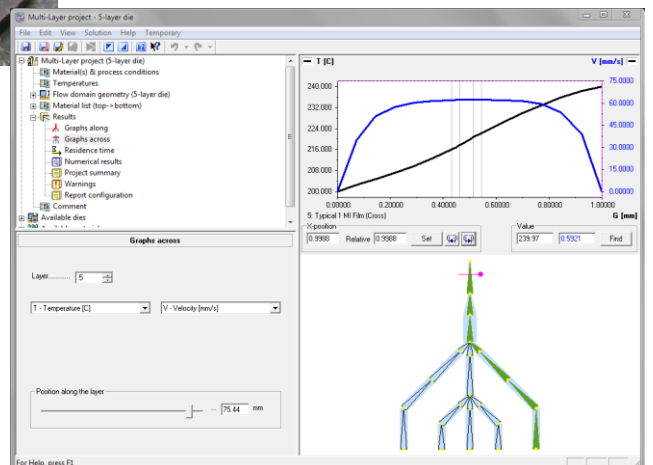 Multi-Layer project - 5-layer die
File Edit View Solution Help Temporary
Multi-Layer project (5-layer die)
Material(s) & process conditions
Temperatures
Flow domain geometry (5-layer die)
Material list (top->bottom)
Results
Graphs along
Graphs across
Residence time
Numerical results
Project summary
Warnings
Report configuration
Comment
Available dies
T [C] V [mm/s]
240.000 75.0000
232.000 60.0000
224.000 45.0000
216.000 30.0000
208.000 15.0000
200.000 0.00000
0.00000 0.20000 0.40000 0.60000 0.80000 1.00000
5: Typical 1 MI Film (Cross) G [mm]
X-position Value
0.9988 Relative 0.9988 Set 239.97 0.5921 Find
Graphs across
Layer.......... 5
T - Temperature [C] V - Velocity [mm/s]
Position along the layer
75.44 mm
For Help, press F1